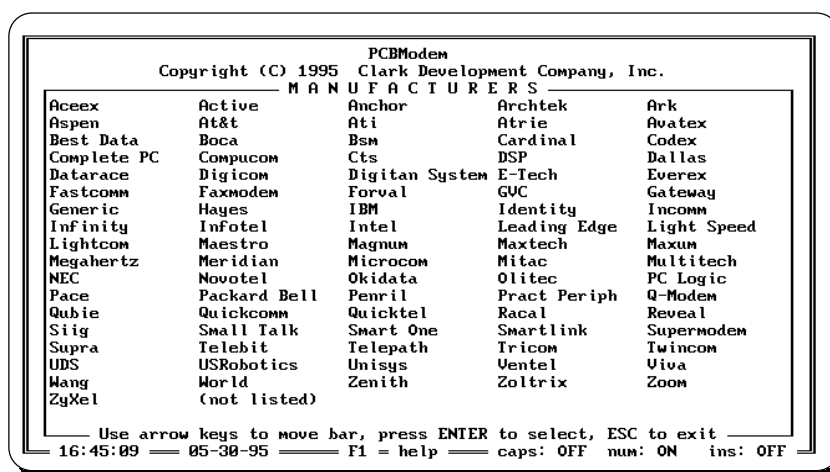 PCBModem
Copyright (C) 1995 Clark Development Company, Inc.
M A N U F A C T U R E R S
Aceex Active Anchor Archtek Ark
Aspen At&t Ati Atrie Avatex
Best Data Boca Bsm Cardinal Codex
Complete PC Compucom Cts DSP Dallas
Datarace Digicom Digitan System E-Tech Everex
Fastcomm Faxmodem Forval GVC Gateway
Generic Hayes IBM Identity Incomm
Infinity Infotel Intel Leading Edge Light Speed
Lightcom Maestro Magnum Maxtech Maxum
Megahertz Meridian Microcom Mitac Multitech
NEC Novotel Okidata Olitec PC Logic
Pace Packard Bell Penril Pract Periph Q-Modem
Qubie Quickcomm Quicktel Racal Reveal
Siig Small Talk Smart One Smartlink Supermodem
Supra Telebit Telepath Tricom Twincom
UDS USRobotics Unisys Ventel Viva
Wang World Zenith Zoltrix Zoom
ZyXel (not listed)
Use arrow keys to move bar, press ENTER to select, ESC to exit
16:45:09 05-30-95 F1 = help caps: OFF num: ON ins: OFF